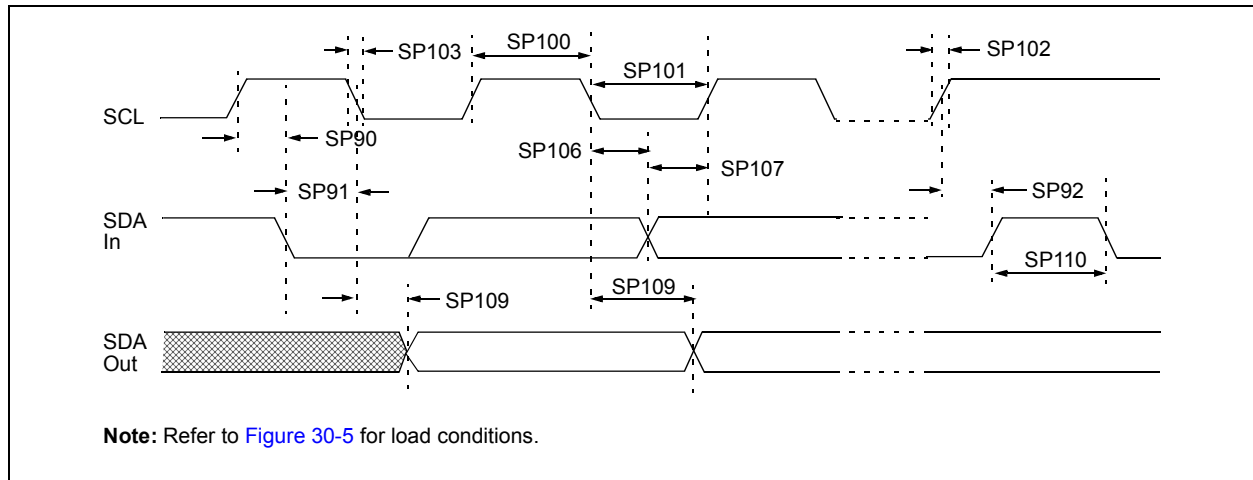 SP103
SP100
SP102
SP101
SCL
SP90
SP106
SP107
SP91
SP92
SDA
In
SP110
SP109
SP109
SDA
Out
Note: Refer to Figure 30-5 for load conditions.